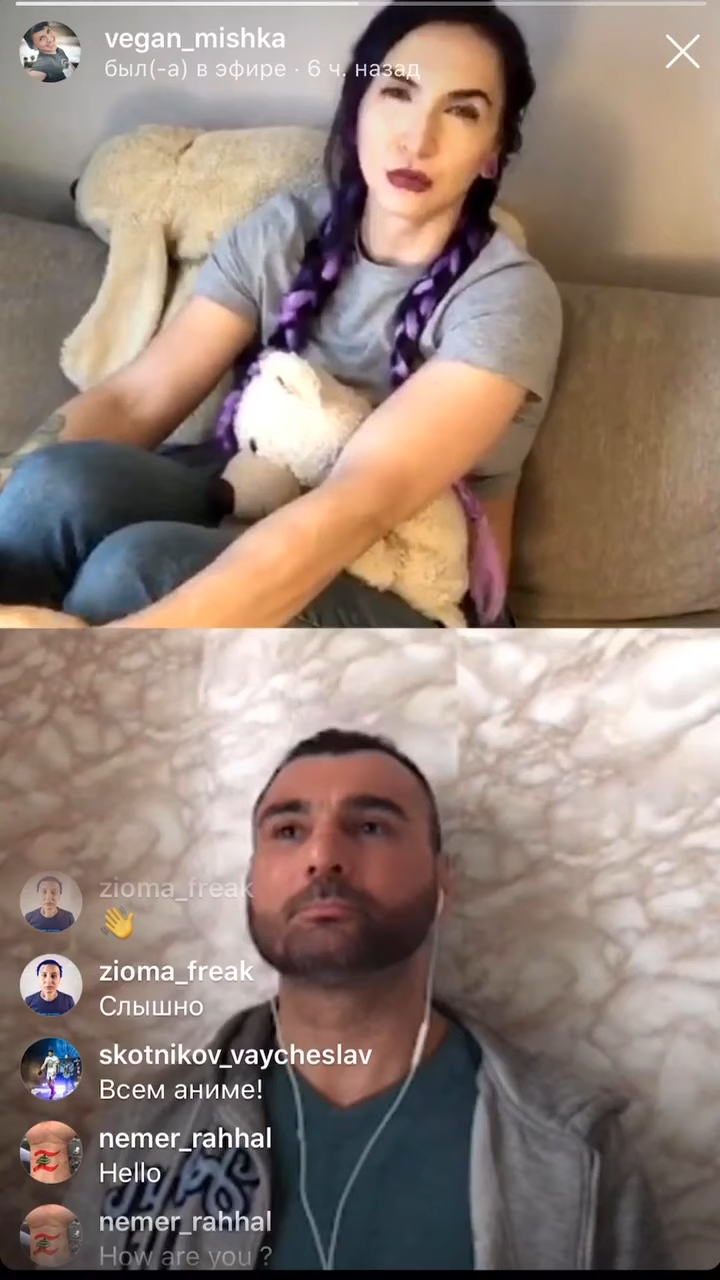 vegan_mishka
был(-а) в эфире · 6 ч. назад
zioma_freak
👋
zioma_freak
Слышно
skotnikov_vaycheslav
Всем аниме!
nemer_rahhal
Hello
nemer_rahhal
How are you ?